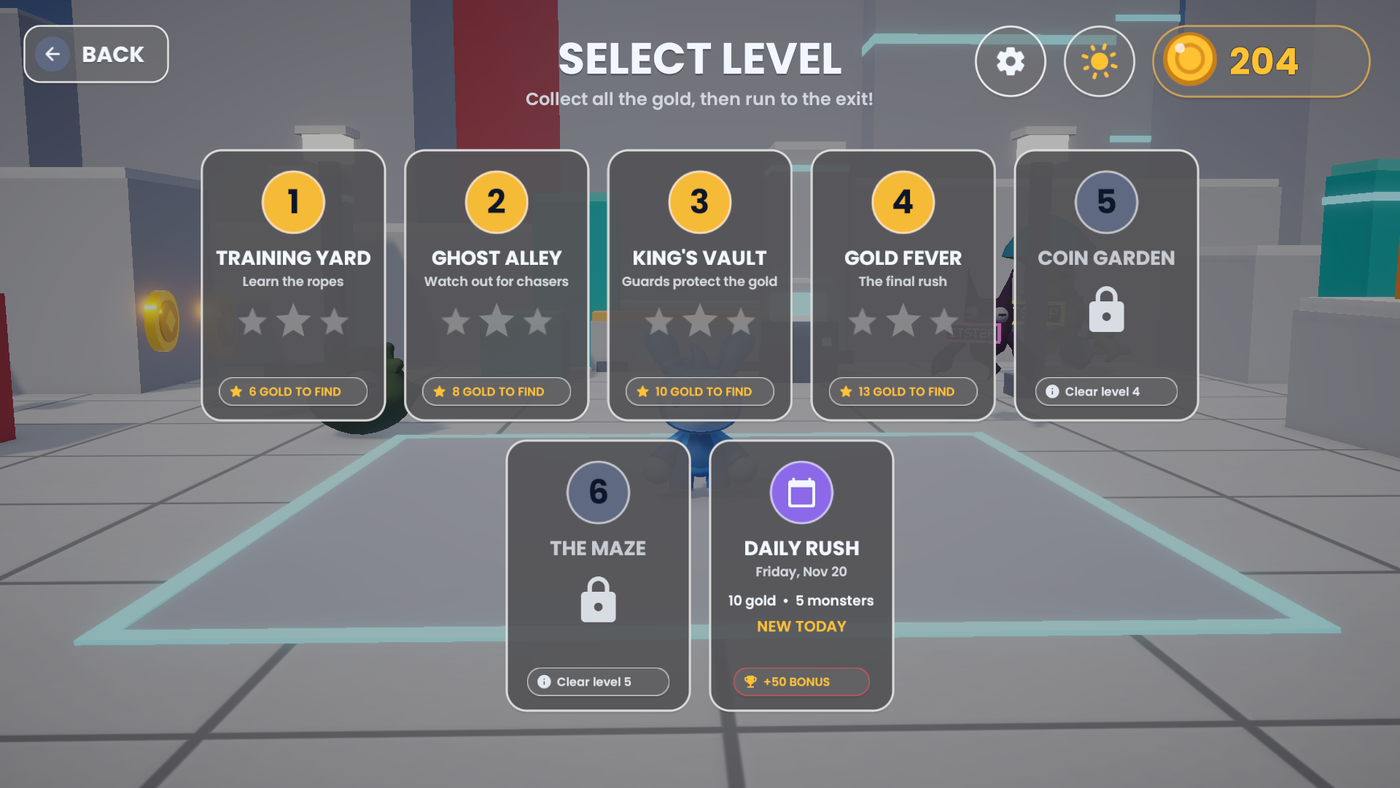 BACK
SELECT LEVEL
Collect all the gold, then run to the exit!
204
1
TRAINING YARD
Learn the ropes
6 GOLD TO FIND
2
GHOST ALLEY
Watch out for chasers
8 GOLD TO FIND
3
KING'S VAULT
Guards protect the gold
10 GOLD TO FIND
4
GOLD FEVER
The final rush
13 GOLD TO FIND
5
COIN GARDEN
Clear level 4
6
THE MAZE
Clear level 5
DAILY RUSH
Friday, Nov 20
10 gold • 5 monsters
NEW TODAY
+50 BONUS